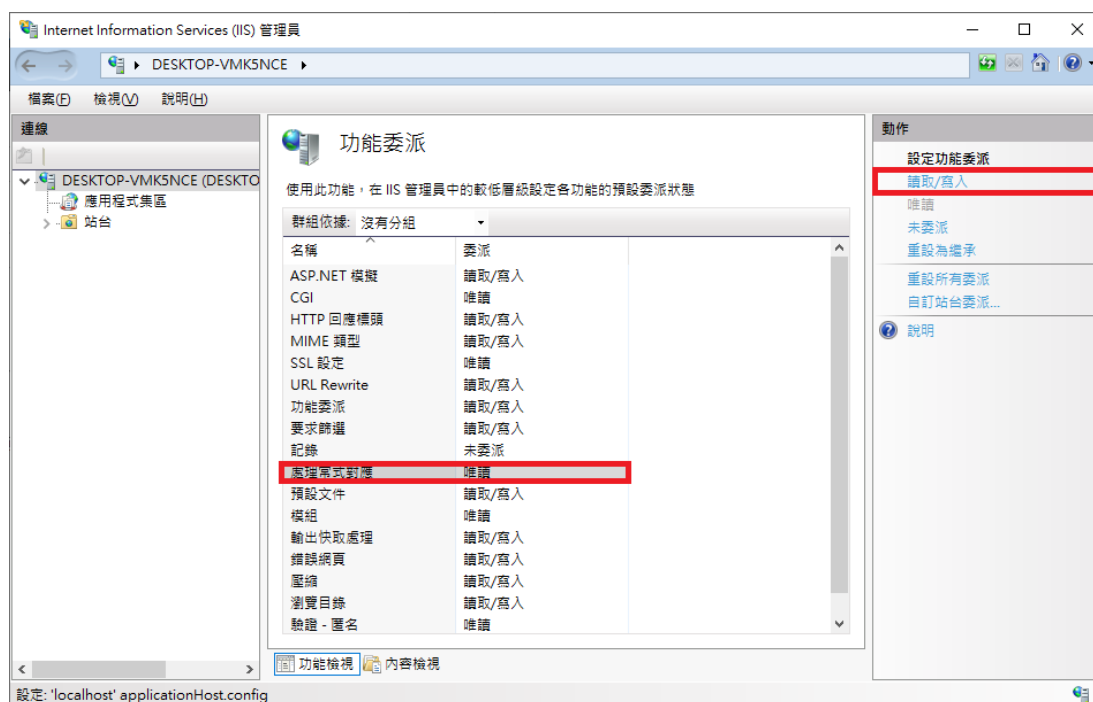 Internet Information Services (IIS) 管理員
DESKTOP-VMK5NCE
檔案(F) 檢視(V) 說明(H)
連線
DESKTOP-VMK5NCE (DESKTO
應用程式集區
站台
功能委派
使用此功能，在 IIS 管理員中的較低層級設定各功能的預設委派狀態
群組依據: 沒有分組
名稱 委派
ASP.NET 模擬 讀取/寫入
CGI 唯讀
HTTP 回應標頭 讀取/寫入
MIME 類型 讀取/寫入
SSL 設定 唯讀
URL Rewrite 讀取/寫入
功能委派 讀取/寫入
要求篩選 讀取/寫入
記錄 未委派
處理常式對應 唯讀
預設文件 讀取/寫入
模組 唯讀
輸出快取處理 讀取/寫入
錯誤網頁 讀取/寫入
壓縮 讀取/寫入
瀏覽目錄 讀取/寫入
驗證 - 匿名 唯讀
功能檢視 內容檢視
動作
設定功能委派
讀取/寫入
唯讀
未委派
重設為繼承
重設所有委派
自訂站台委派...
說明
設定: 'localhost' applicationHost.config